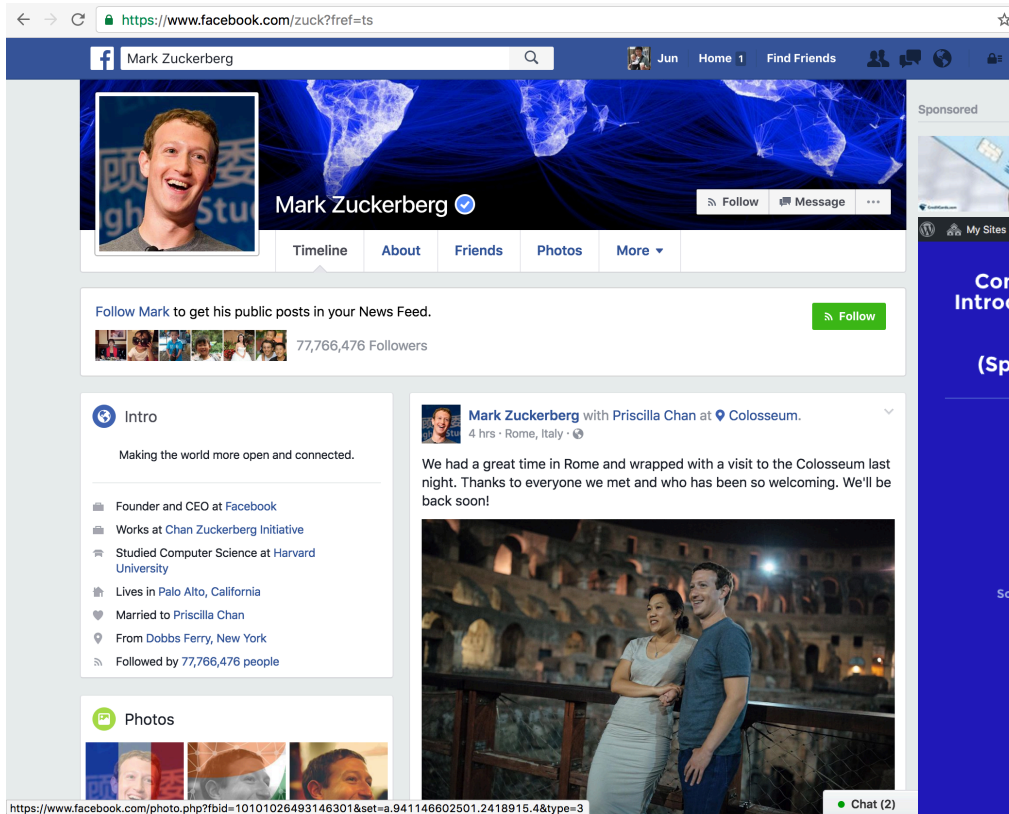 https://www.facebook.com/zuck?fref=ts
Mark Zuckerberg
Jun
Home 1
Find Friends
Sponsored
Mark Zuckerberg
Follow
Message
Timeline
About
Friends
Photos
More
My Sites
Follow Mark to get his public posts in your News Feed.
Follow
77,766,476 Followers
Intro
Making the world more open and connected.
Founder and CEO at Facebook
Works at Chan Zuckerberg Initiative
Studied Computer Science at Harvard
University
Lives in Palo Alto, California
Married to Priscilla Chan
From Dobbs Ferry, New York
Followed by 77,766,476 people
Photos
Mark Zuckerberg with Priscilla Chan at Colosseum.
4 hrs · Rome, Italy ·
We had a great time in Rome and wrapped with a visit to the Colosseum last
night. Thanks to everyone we met and who has been so welcoming. We'll be
back soon!
https://www.facebook.com/photo.php?fbid=10101026493146301&set=a.941146602501.2418915.4&type=3
Chat (2)